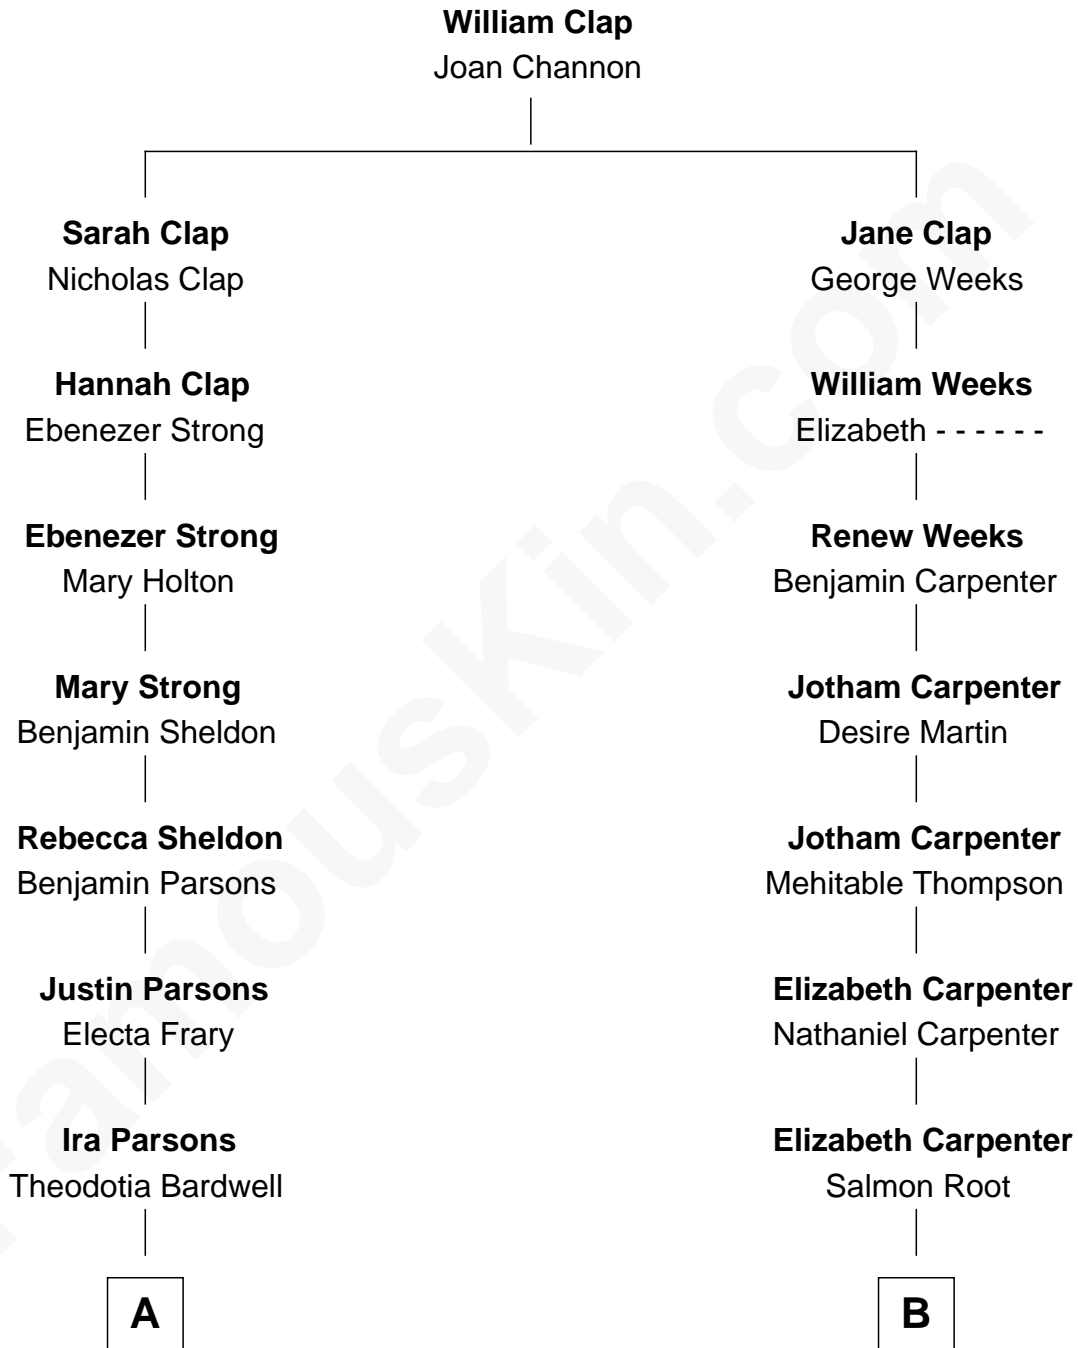 William Clap
Joan Channon
Sarah Clap
Nicholas Clap
Jane Clap
George Weeks
Hannah Clap
Ebenezer Strong
William Weeks
Elizabeth - - - - - -
Ebenezer Strong
Mary Holton
Renew Weeks
Benjamin Carpenter
Mary Strong
Benjamin Sheldon
Jotham Carpenter
Desire Martin
Rebecca Sheldon
Benjamin Parsons
Jotham Carpenter
Mehitable Thompson
Justin Parsons
Electa Frary
Elizabeth Carpenter
Nathaniel Carpenter
Ira Parsons
Theodotia Bardwell
Elizabeth Carpenter
Salmon Root
A
B
FamousKin.com